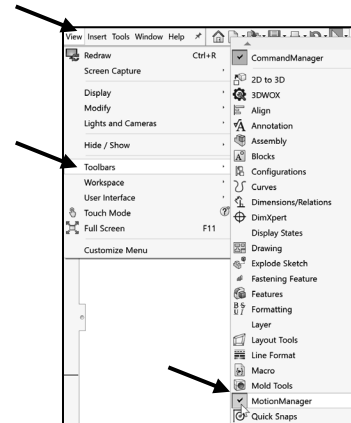 View Insert Tools Window Help
Redraw Ctrl+R
Screen Capture
Display
Modify
Lights and Cameras
Hide / Show
Toolbars
Workspace
User Interface
Touch Mode
Full Screen F11
Customize Menu
CommandManager
2D to 3D
3DWOX
Align
Annotation
Assembly
Blocks
Configurations
Curves
Dimensions/Relations
DimXpert
Display States
Drawing
Explode Sketch
Fastening Feature
Features
Formatting
Layer
Layout Tools
Line Format
Macro
Mold Tools
MotionManager
Quick Snaps